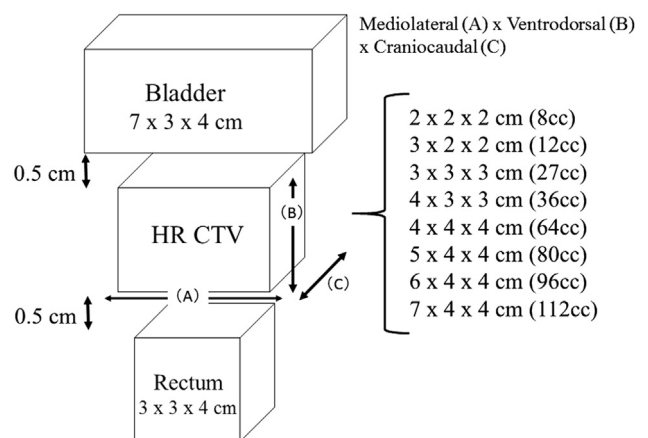 Mediolateral (A) x Ventrodorsal (B)
x Craniocaudal (C)
Bladder
7 x 3 x 4 cm
0.5 cm
HR CTV
(B)
(A)
(C)
0.5 cm
Rectum
3 x 3 x 4 cm
2 x 2 x 2 cm (8cc)
3 x 2 x 2 cm (12cc)
3 x 3 x 3 cm (27cc)
4 x 3 x 3 cm (36cc)
4 x 4 x 4 cm (64cc)
5 x 4 x 4 cm (80cc)
6 x 4 x 4 cm (96cc)
7 x 4 x 4 cm (112cc)